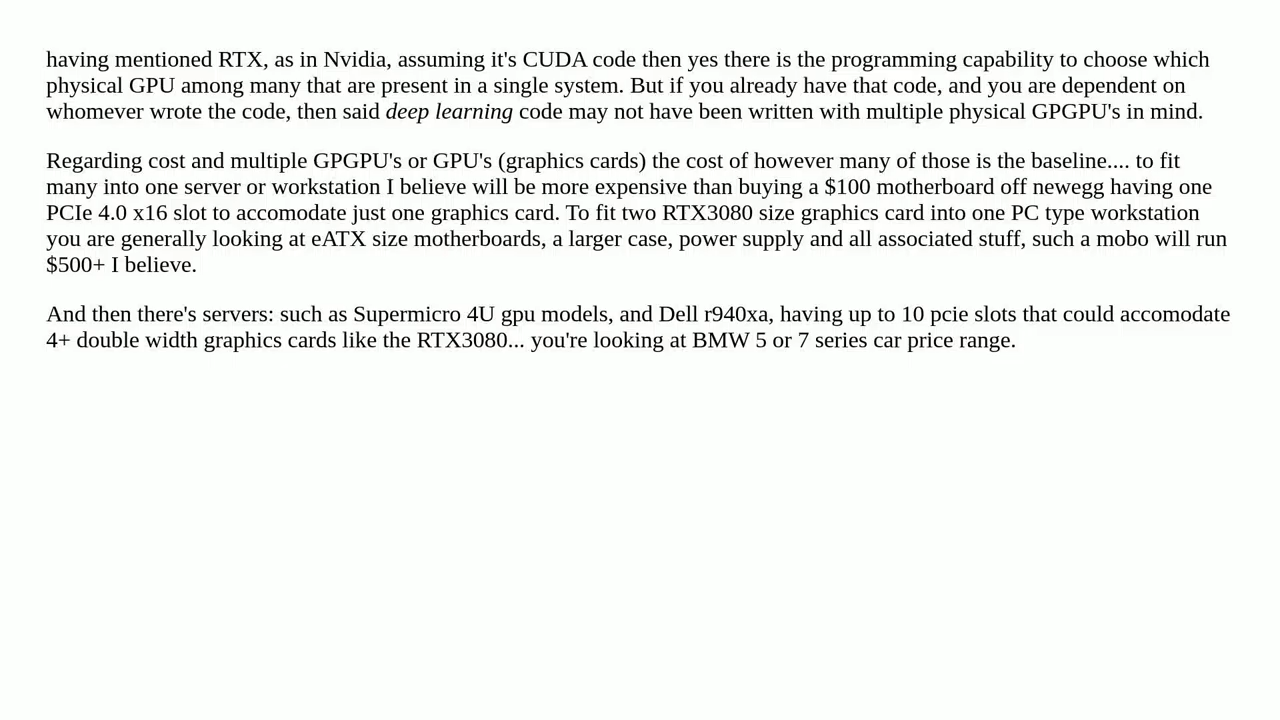 having mentioned RTX, as in Nvidia, assuming it's CUDA code then yes there is the programming capability to choose which
physical GPU among many that are present in a single system. But if you already have that code, and you are dependent on
whomever wrote the code, then said deep learning code may not have been written with multiple physical GPGPU's in mind.
Regarding cost and multiple GPGPU's or GPU's (graphics cards) the cost of however many of those is the baseline.... to fit
many into one server or workstation I believe will be more expensive than buying a $100 motherboard off newegg having one
PCIe 4.0 x16 slot to accomodate just one graphics card. To fit two RTX3080 size graphics card into one PC type workstation
you are generally looking at eATX size motherboards, a larger case, power supply and all associated stuff, such a mobo will run
$500+ I believe.
And then there's servers: such as Supermicro 4U gpu models, and Dell r940xa, having up to 10 pcie slots that could accomodate
4+ double width graphics cards like the RTX3080... you're looking at BMW 5 or 7 series car price range.